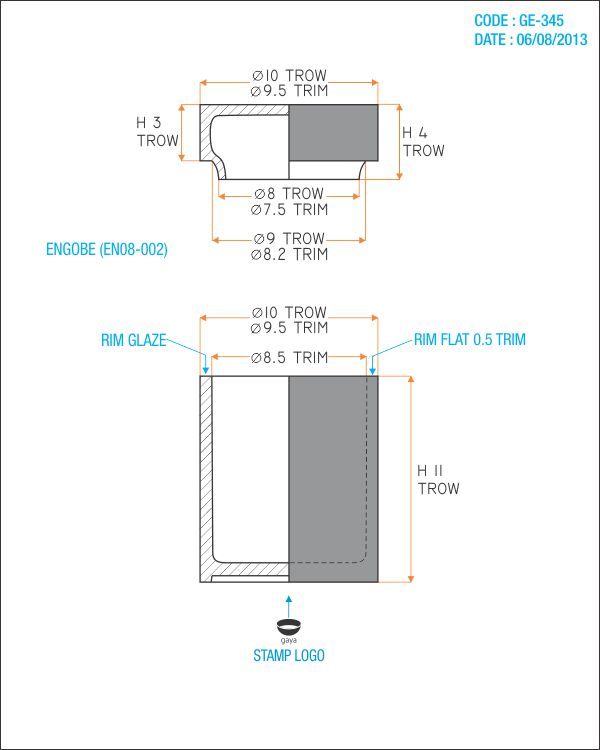 CODE : GE-345
DATE : 06/08/2013
Ø10 TROW
Ø9.5 TRIM
H 3
TROW
H 4
TROW
Ø8 TROW
Ø7.5 TRIM
Ø9 TROW
Ø8.2 TRIM
ENGOBE (EN08-002)
Ø10 TROW
Ø9.5 TRIM
RIM GLAZE
RIM FLAT 0.5 TRIM
Ø8.5 TRIM
H 11
TROW
gaya
STAMP LOGO